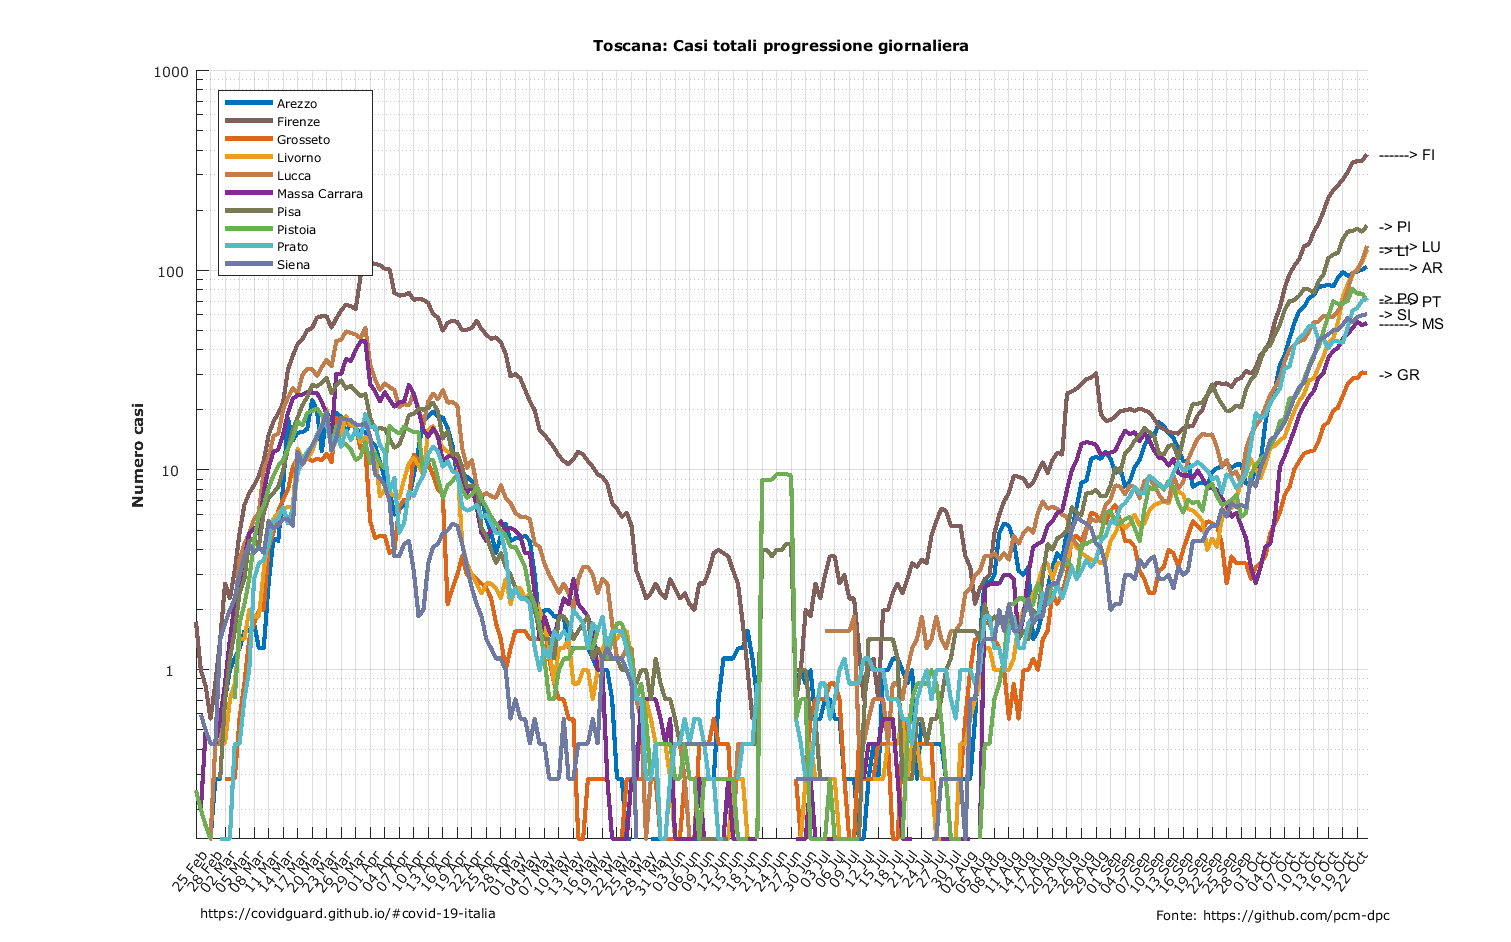 Toscana: Casi totali progressione giornaliera
1000
100
10
1
Numero casi
Arezzo
Firenze
Grosseto
Livorno
Lucca
Massa Carrara
Pisa
Pistoia
Prato
Siena
------> FI
-> PI
------> LU
-> LI
------> AR
-> PO
------> PT
-> SI
------> MS
-> GR
25 Feb
28 Feb
02 Mar
05 Mar
08 Mar
11 Mar
14 Mar
17 Mar
20 Mar
23 Mar
26 Mar
29 Mar
01 Apr
04 Apr
07 Apr
10 Apr
13 Apr
16 Apr
19 Apr
22 Apr
25 Apr
28 Apr
01 May
04 May
07 May
10 May
13 May
16 May
19 May
22 May
25 May
28 May
31 May
03 Jun
06 Jun
09 Jun
12 Jun
15 Jun
18 Jun
21 Jun
24 Jun
27 Jun
30 Jun
03 Jul
06 Jul
09 Jul
12 Jul
15 Jul
18 Jul
21 Jul
24 Jul
27 Jul
30 Jul
02 Aug
05 Aug
08 Aug
11 Aug
14 Aug
17 Aug
20 Aug
23 Aug
26 Aug
29 Aug
01 Sep
04 Sep
07 Sep
10 Sep
13 Sep
16 Sep
19 Sep
22 Sep
25 Sep
28 Sep
01 Oct
04 Oct
07 Oct
10 Oct
13 Oct
16 Oct
19 Oct
22 Oct
https://covidguard.github.io/#covid-19-italia
Fonte: https://github.com/pcm-dpc